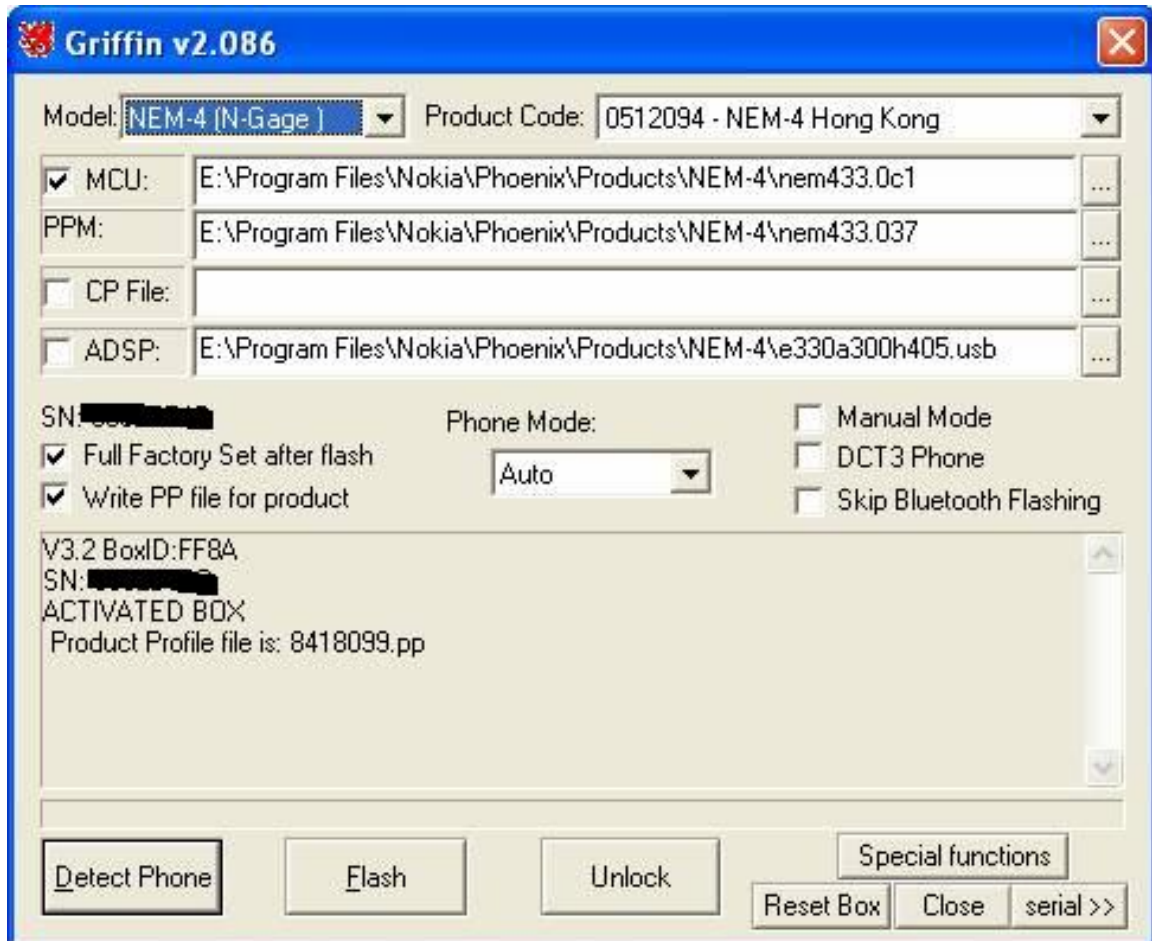 Griffin v2.086
Model: NEM-4 (N-Gage ) Product Code: 0512094 - NEM-4 Hong Kong
MCU: E:\Program Files\Nokia\Phoenix\Products\NEM-4\nem433.0c1 ...
PPM: E:\Program Files\Nokia\Phoenix\Products\NEM-4\nem433.037 ...
CP File: ...
ADSP: E:\Program Files\Nokia\Phoenix\Products\NEM-4\e330a300h405.usb ...
SN: Phone Mode: Manual Mode
Full Factory Set after flash Auto DCT3 Phone
Write PP file for product Skip Bluetooth Flashing
V3.2 BoxID:FF8A
SN:
ACTIVATED BOX
Product Profile file is: 8418099.pp
Detect Phone Flash Unlock Special functions
Reset Box Close serial >>